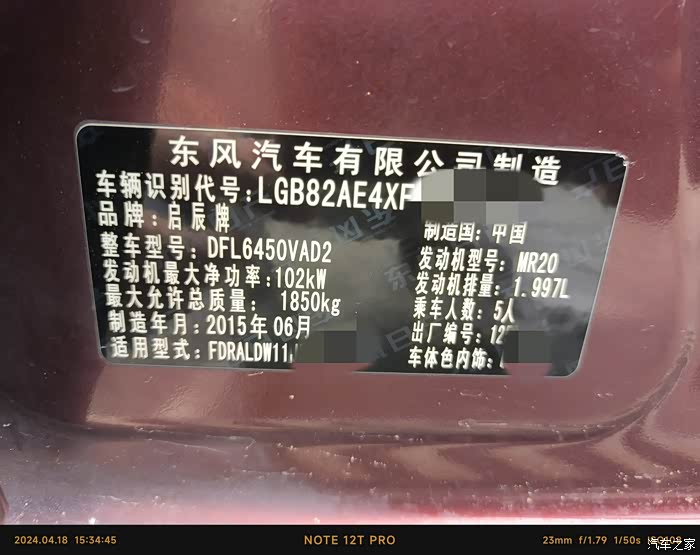 东风汽车有限公司制造
车辆识别代号:LGB82AE4XF
品牌:启辰牌
制造国:中国
整车型号:DFL6450VAD2
发动机型号:MR20
发动机最大净功率:102kW
发动机排量:1.997L
最大允许总质量: 1850kg
乘车人数:5人
制造年月:2015年06月
出厂编号:12
适用型式:FDRALDW11
车体色内饰:
2024.04.18 15:34:45
NOTE 12T PRO
23mm f/1.79 1/50s
汽车之家